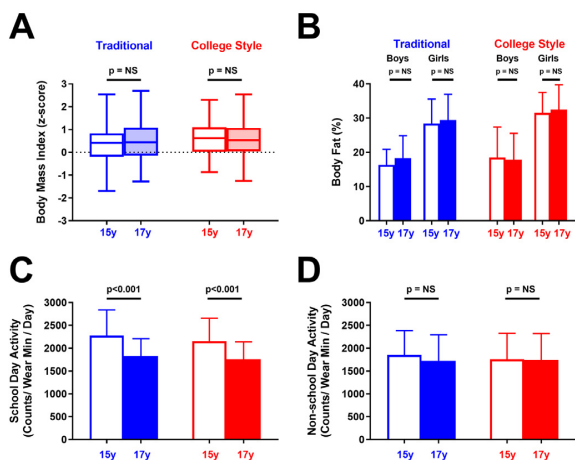 A
Traditional
College Style
p = NS
p = NS
Body Mass Index (z-score)
3
2
1
0
-1
-2
-3
15y
17y
15y
17y
B
Traditional
College Style
Boys
Girls
Boys
Girls
p = NS
p = NS
p = NS
p = NS
Body Fat (%)
40
30
20
10
0
15y 17y
15y 17y
15y 17y
15y 17y
C
p<0.001
p<0.001
School Day Activity
(Counts/ Wear Min / Day)
3000
2500
2000
1500
1000
500
0
15y
17y
15y
17y
D
p = NS
p = NS
Non-school Day Activity
(Counts/ Wear Min / Day)
3000
2500
2000
1500
1000
500
0
15y
17y
15y
17y